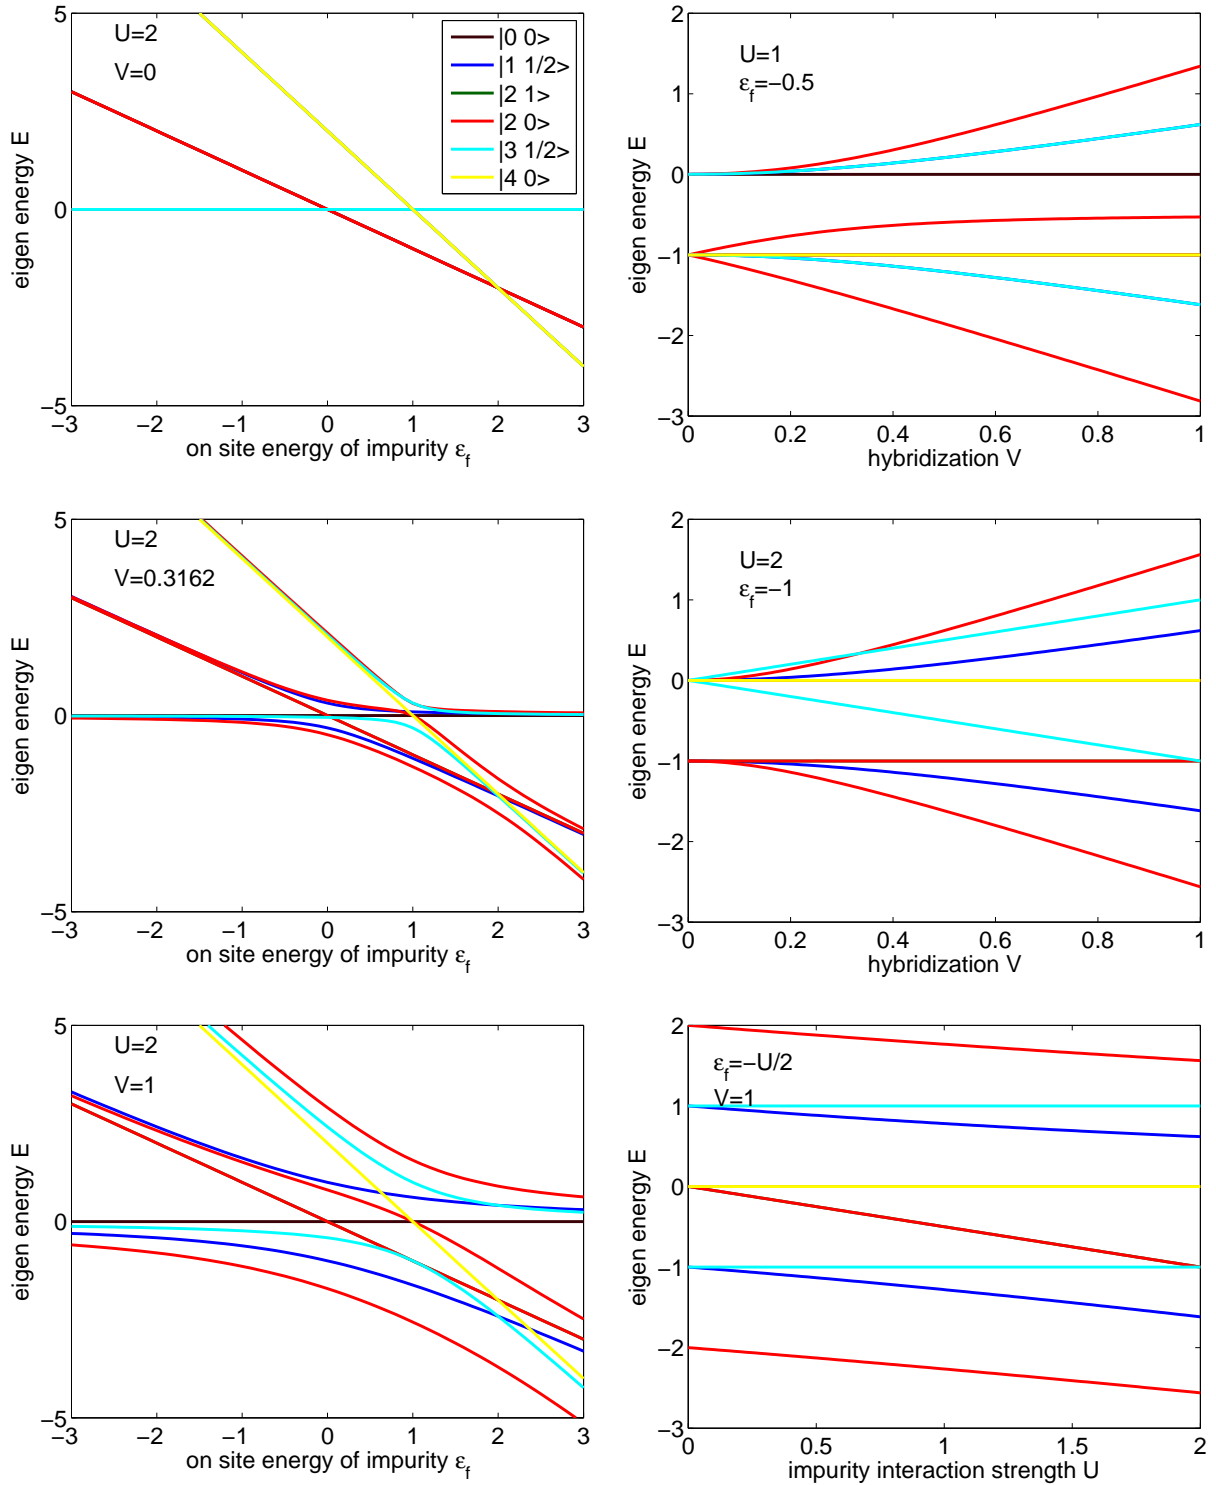 5
0
−5
−3
−2
−1
0
1
2
3
eigen energy E
on site energy of impurity ε_f
U=2
V=0
|0 0>
|1 1/2>
|2 1>
|2 0>
|3 1/2>
|4 0>
2
1
0
−1
−2
−3
0
0.2
0.4
0.6
0.8
1
eigen energy E
hybridization V
U=1
ε_f=−0.5
5
0
−5
−3
−2
−1
0
1
2
3
eigen energy E
on site energy of impurity ε_f
U=2
V=0.3162
2
1
0
−1
−2
−3
0
0.2
0.4
0.6
0.8
1
eigen energy E
hybridization V
U=2
ε_f=−1
5
0
−5
−3
−2
−1
0
1
2
3
eigen energy E
on site energy of impurity ε_f
U=2
V=1
2
1
0
−1
−2
−3
0
0.5
1
1.5
2
eigen energy E
impurity interaction strength U
ε_f=−U/2
V=1